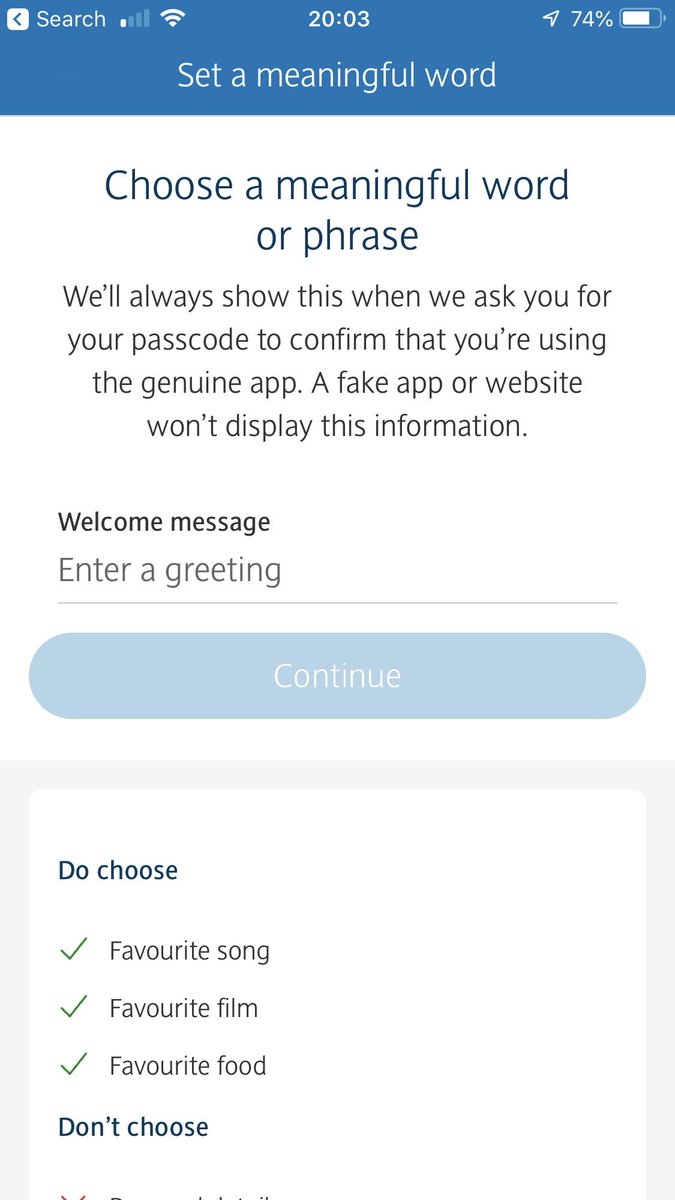 Search 20:03 74%
Set a meaningful word
Choose a meaningful word
or phrase
We’ll always show this when we ask you for
your passcode to confirm that you’re using
the genuine app. A fake app or website
won’t display this information.
Welcome message
Enter a greeting
Continue
Do choose
Favourite song
Favourite film
Favourite food
Don’t choose